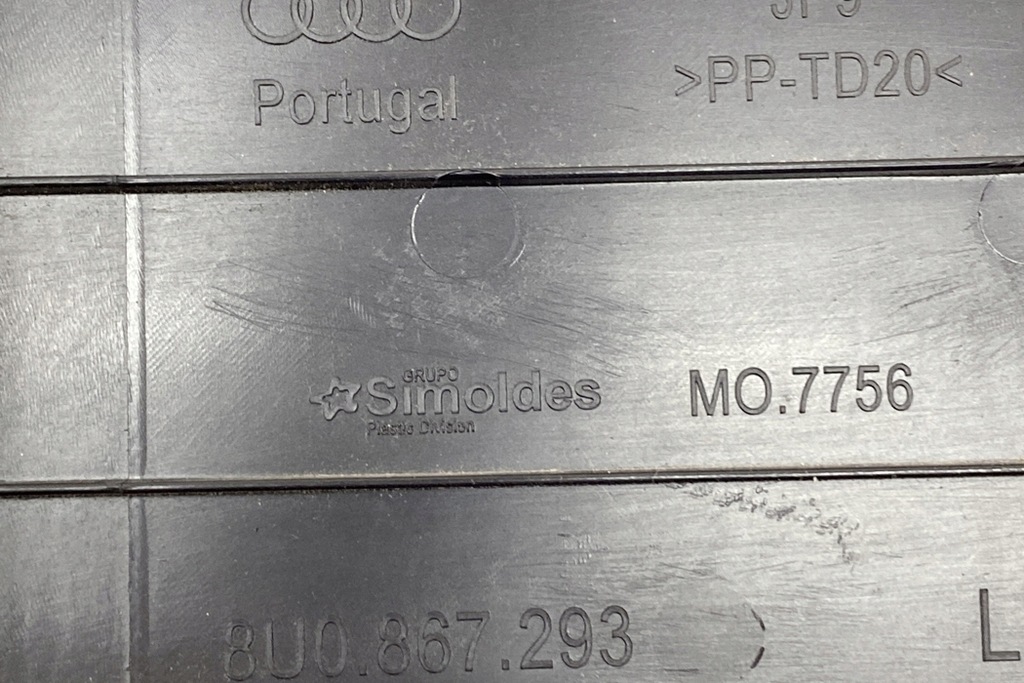 Portugal
>PP-TD20<
GRUPO
Simoldes
Plastic Division
MO.7756
8U0.867.293
L